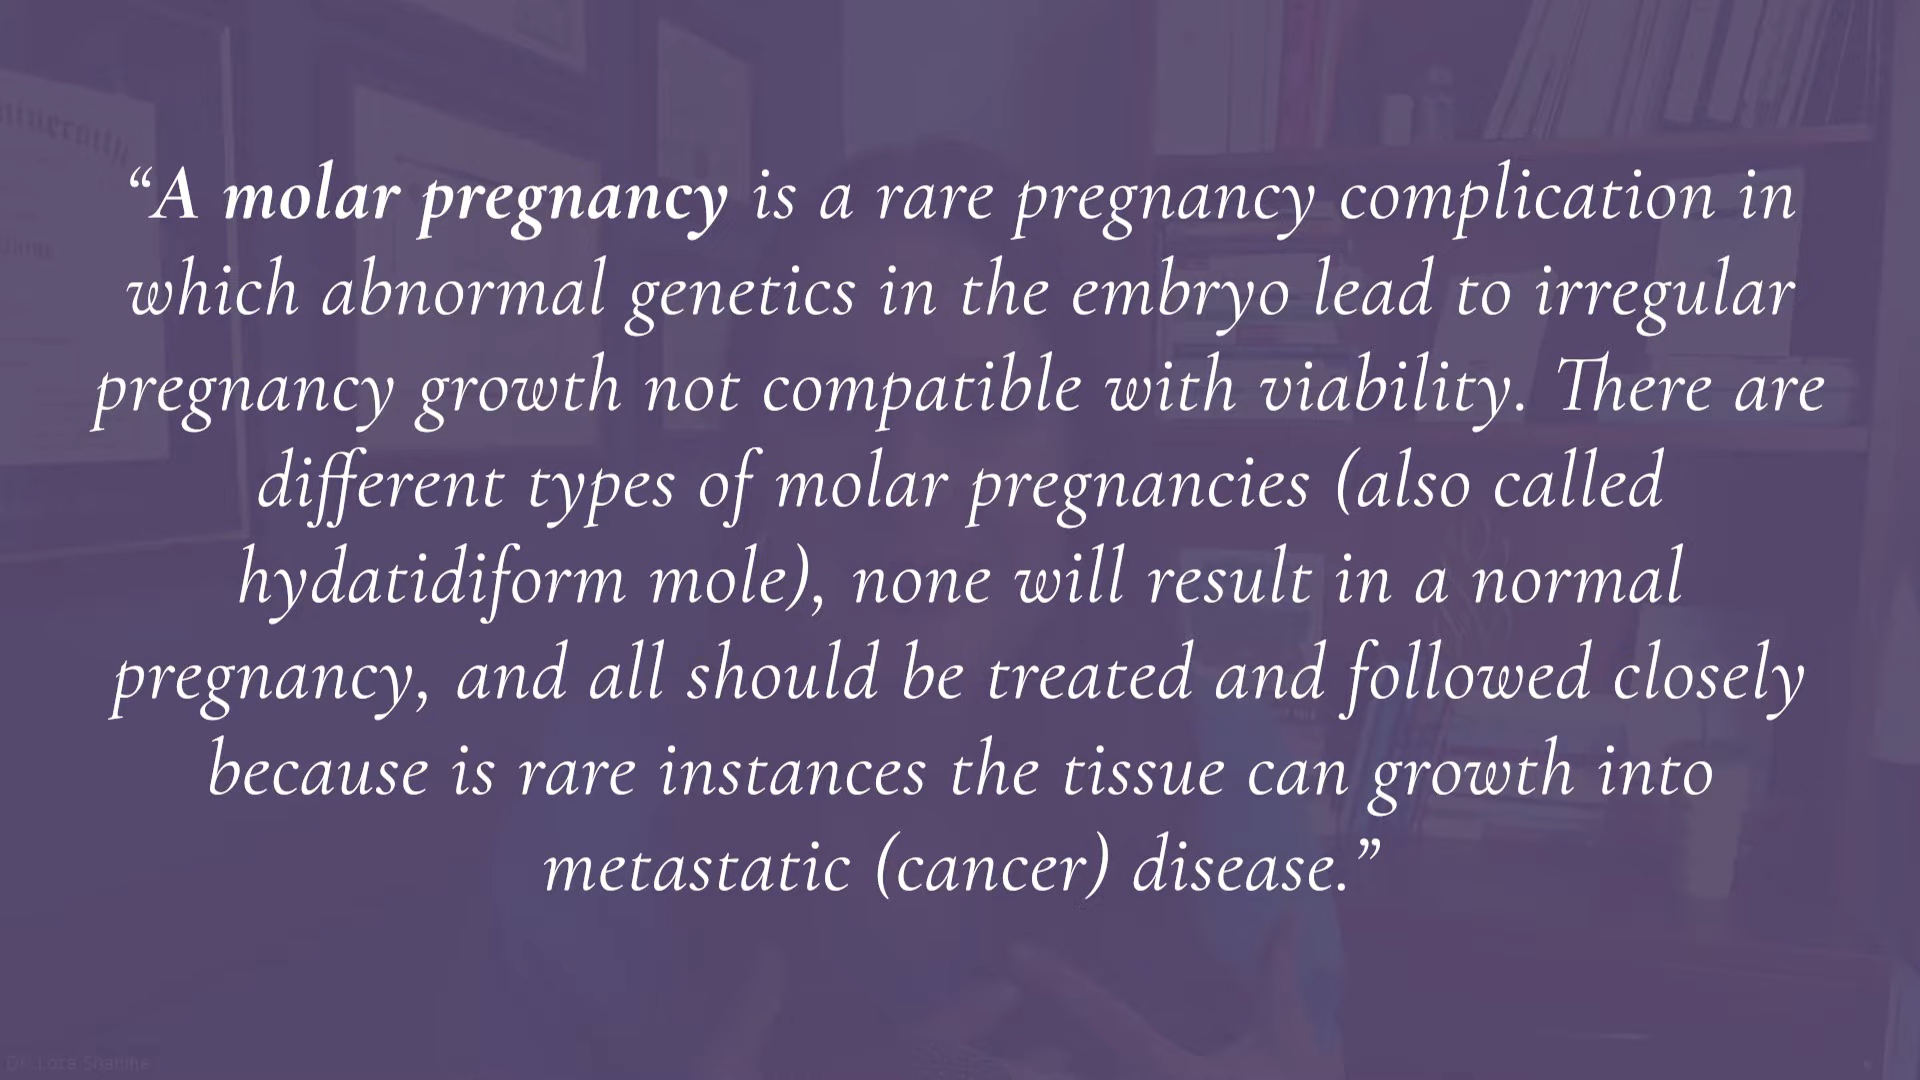 “A molar pregnancy is a rare pregnancy complication in
which abnormal genetics in the embryo lead to irregular
pregnancy growth not compatible with viability. There are
different types of molar pregnancies (also called
hydatidiform mole), none will result in a normal
pregnancy, and all should be treated and followed closely
because is rare instances the tissue can growth into
metastatic (cancer) disease.”
Dr. Lora Shahine